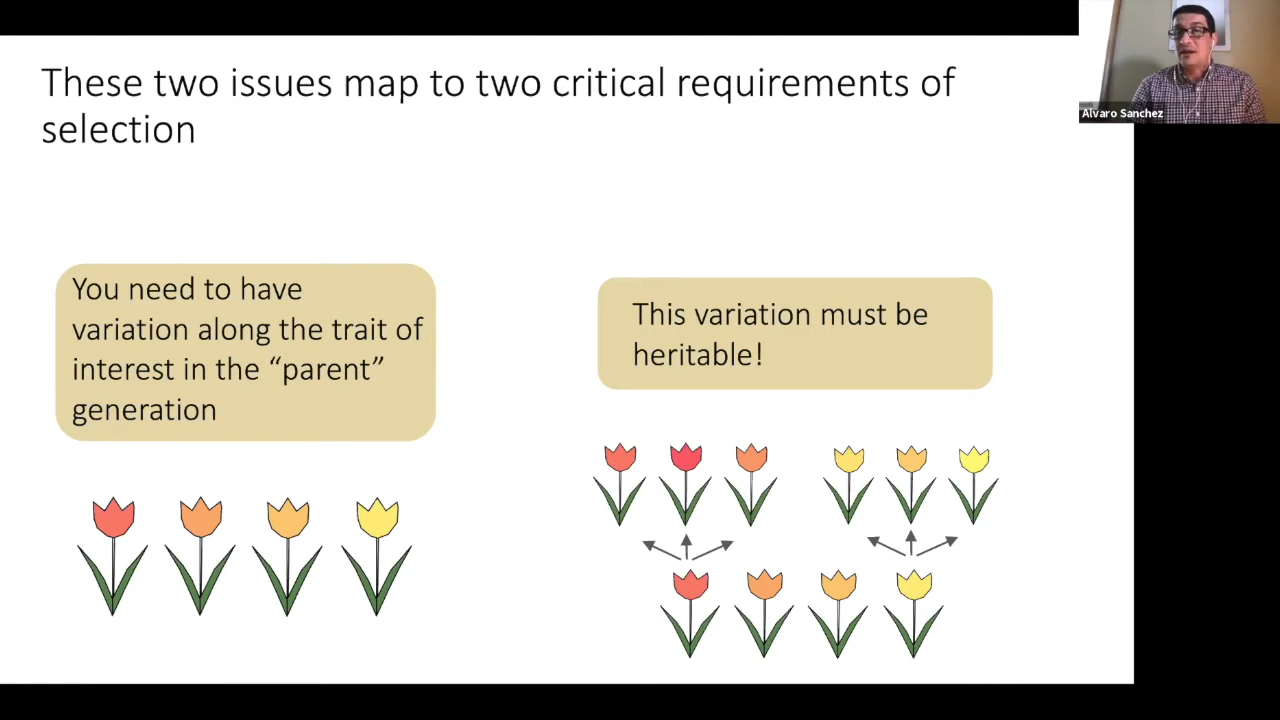 These two issues map to two critical requirements of
selection
Alvaro Sanchez
You need to have
variation along the trait of
interest in the “parent”
generation
This variation must be
heritable!